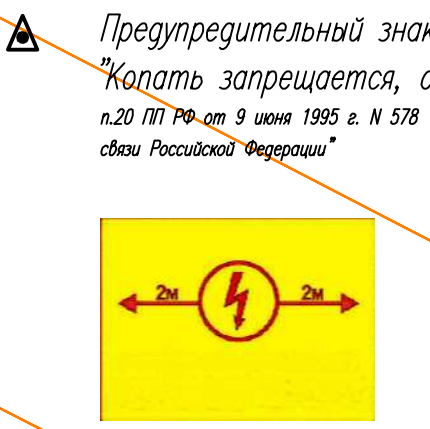 Предупредительный знак
"Копать запрещается, о
п.20 ПП РФ от 9 июня 1995 г. N 578
связи Российской Федерации"
2м 2м